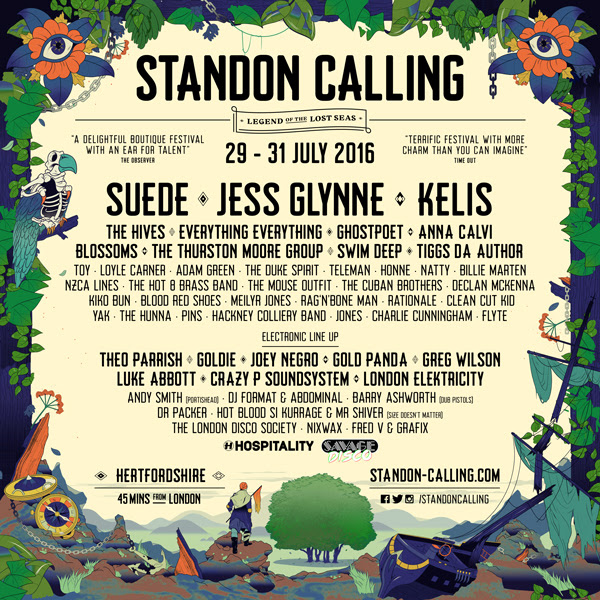 STANDON CALLING
LEGEND OF THE LOST SEAS
"A DELIGHTFUL BOUTIQUE FESTIVAL
WITH AN EAR FOR TALENT"
THE OBSERVER
29 - 31 JULY 2016
"TERRIFIC FESTIVAL WITH MORE
CHARM THAN YOU CAN IMAGINE"
TIME OUT
SUEDE JESS GLYNNE KELIS
THE HIVES EVERYTHING EVERYTHING GHOSTPOET ANNA CALVI
BLOSSOMS THE THURSTON MOORE GROUP SWIM DEEP TIGGS DA AUTHOR
TOY · LOYLE CARNER · ADAM GREEN · THE DUKE SPIRIT · TELEMAN · HONNE · NATTY · BILLIE MARTEN
NZCA LINES · THE HOT 8 BRASS BAND · THE MOUSE OUTFIT · THE CUBAN BROTHERS · DECLAN MCKENNA
KIKO BUN · BLOOD RED SHOES · MEILYR JONES · RAG'N'BONE MAN · RATIONALE · CLEAN CUT KID
YAK · THE HUNNA · PINS · HACKNEY COLLIERY BAND · JONES · CHARLIE CUNNINGHAM · FLYTE
ELECTRONIC LINE UP
THEO PARRISH GOLDIE JOEY NEGRO GOLD PANDA GREG WILSON
LUKE ABBOTT CRAZY P SOUNDSYSTEM LONDON ELEKTRICITY
ANDY SMITH (PORTISHEAD) · DJ FORMAT & ABDOMINAL · BARRY ASHWORTH (DUB PISTOLS)
DR PACKER · HOT BLOOD SI KURRAGE & MR SHIVER (SIZE DOESN'T MATTER)
THE LONDON DISCO SOCIETY · NIXWAX · FRED V & GRAFIX
HOSPITALITY SAVAGE DISCO
HERTFORDSHIRE
45 MINS FROM LONDON
STANDON-CALLING.COM
/STANDONCALLING